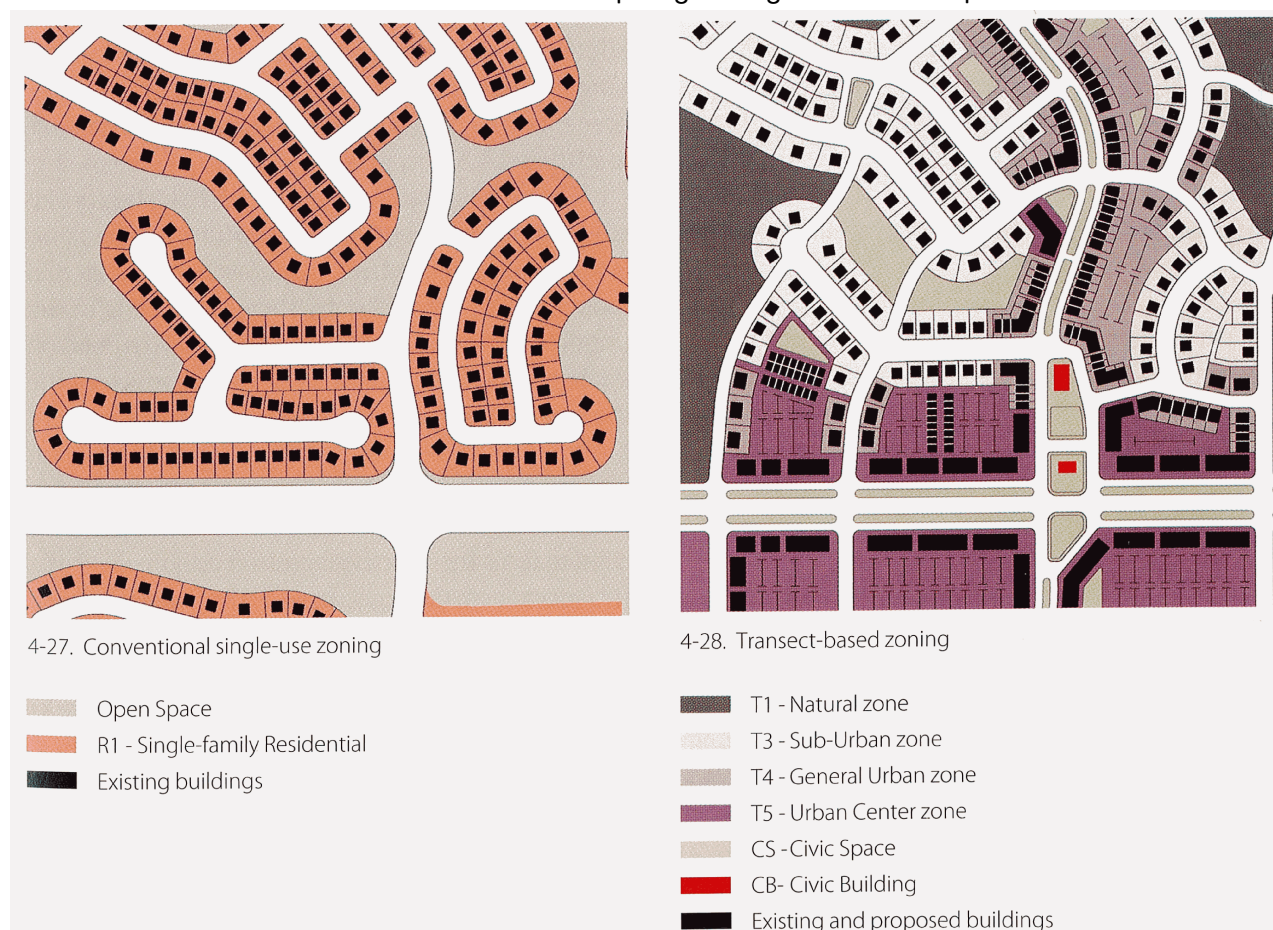 4-27. Conventional single-use zoning
Open Space
R1 - Single-family Residential
Existing buildings
4-28. Transect-based zoning
T1 - Natural zone
T3 - Sub-Urban zone
T4 - General Urban zone
T5 - Urban Center zone
CS - Civic Space
CB- Civic Building
Existing and proposed buildings